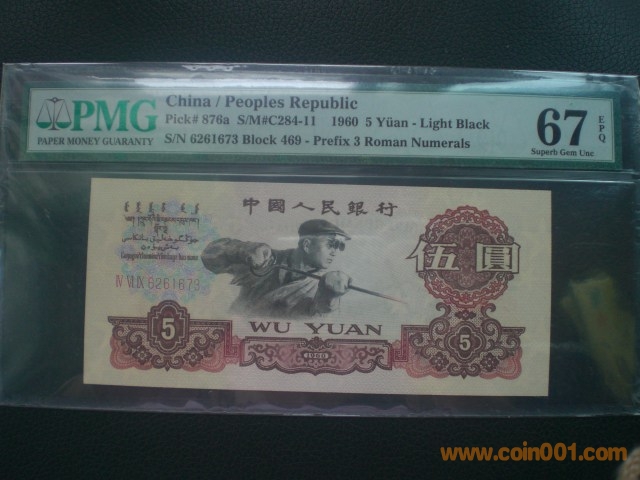 PMG
PAPER MONEY GUARANTY
China / Peoples Republic
Pick# 876a S/M#C284-11 1960 5 Yüan - Light Black
S/N 6261673 Block 469 - Prefix 3 Roman Numerals
67 EPQ
Superb Gem Unc
中國人民銀行
IV VI IX 6261673
伍圓
5
WU YUAN
1960
5
www.coin001.com